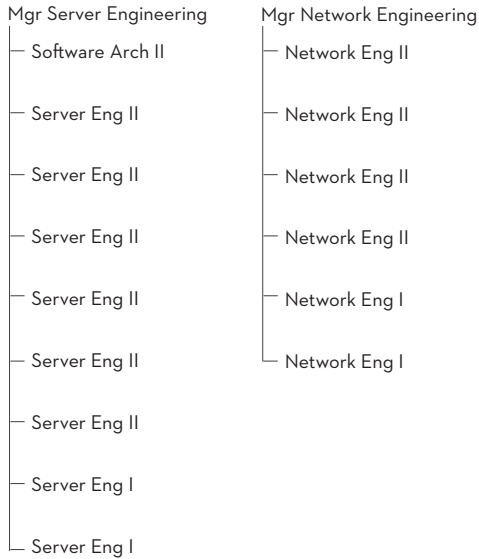 Mgr Server Engineering
Software Arch II
Server Eng II
Server Eng II
Server Eng II
Server Eng II
Server Eng II
Server Eng II
Server Eng I
Server Eng I
Mgr Network Engineering
Network Eng II
Network Eng II
Network Eng II
Network Eng II
Network Eng I
Network Eng I